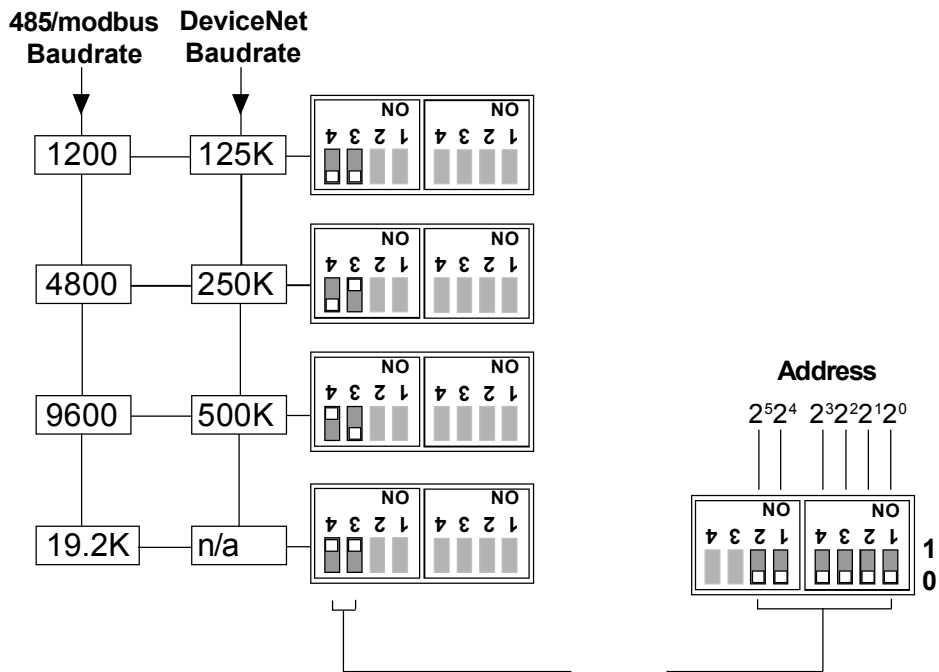 485/modbus Baudrate
DeviceNet Baudrate
1200
125K
ON
4 3 2 1
ON
4 3 2 1
4800
250K
ON
4 3 2 1
ON
4 3 2 1
9600
500K
ON
4 3 2 1
ON
4 3 2 1
19.2K
n/a
ON
4 3 2 1
ON
4 3 2 1
Address
2⁵2⁴ 2³2²2¹2⁰
ON
4 3 2 1
ON
4 3 2 1
1
0